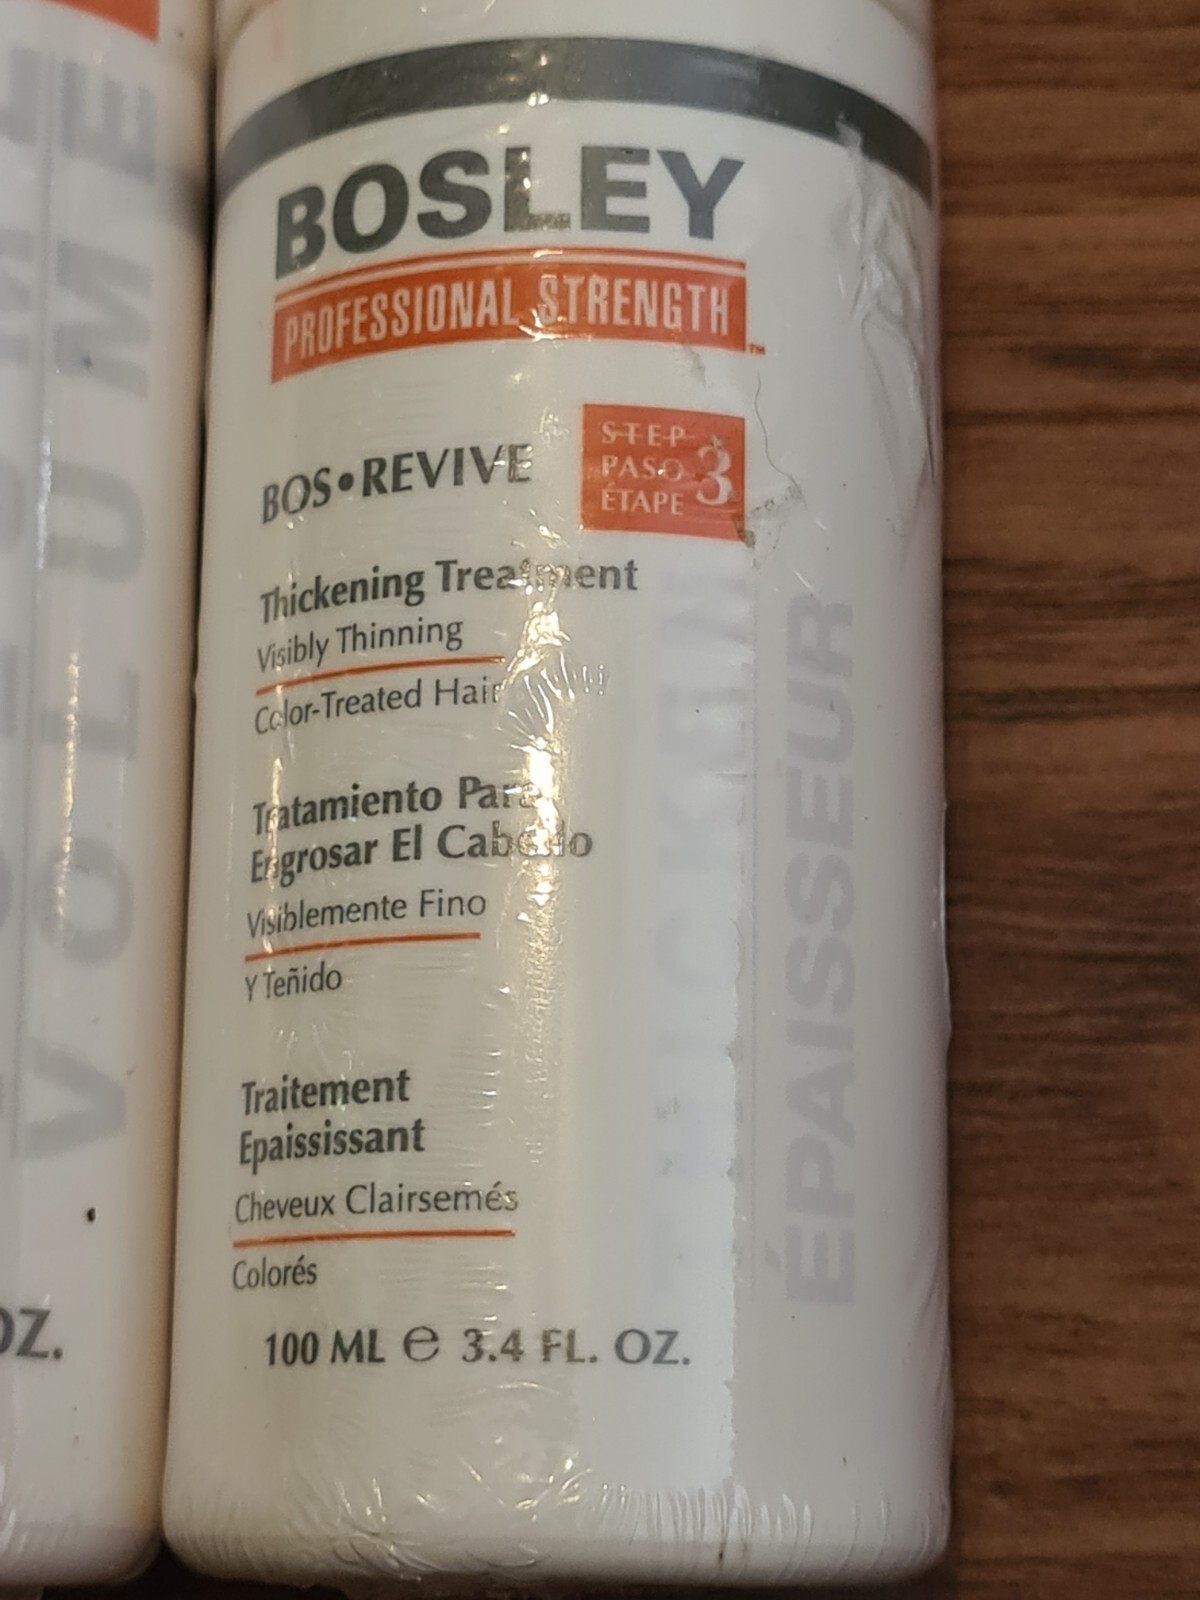 BOSLEY
PROFESSIONAL STRENGTH™
BOS•REVIVE
STEP
PASO 3
ÉTAPE
Thickening Treatment
Visibly Thinning
Color-Treated Hair
Tratamiento Para
Engrosar El Cabello
Visiblemente Fino
Y Teñido
Traitement
Epaississant
Cheveux Clairsemés
Colorés
100 ML ℮ 3.4 FL. OZ.
ÉPAISSEUR
VOLUME
OZ.